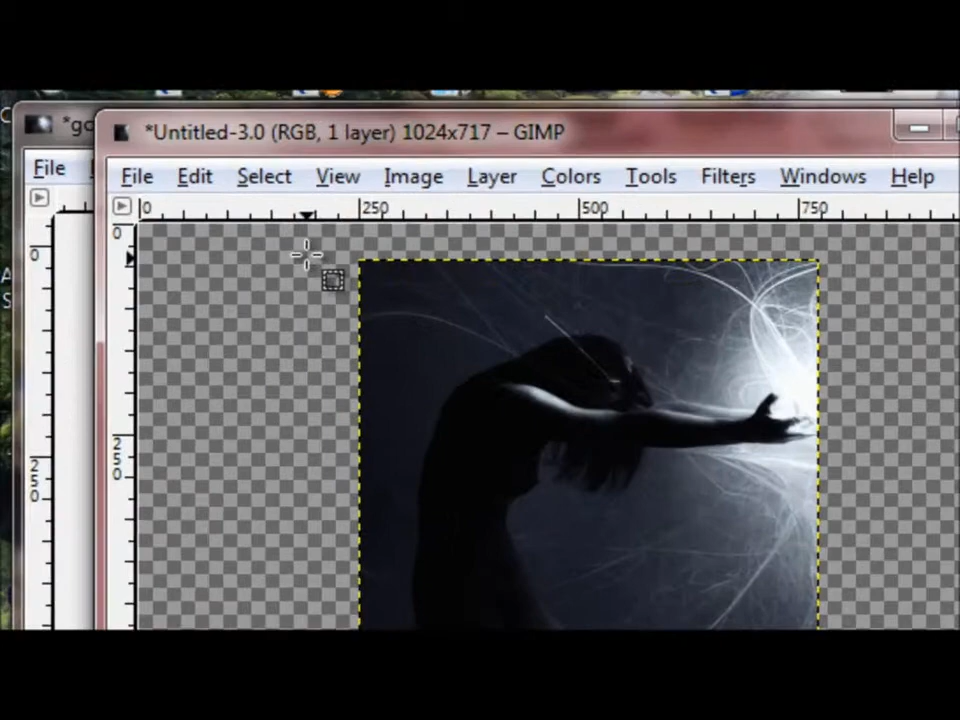 *go
*Untitled-3.0 (RGB, 1 layer) 1024x717 – GIMP
File
File Edit Select View Image Layer Colors Tools Filters Windows Help
0 250 500 750
0
0
250
250